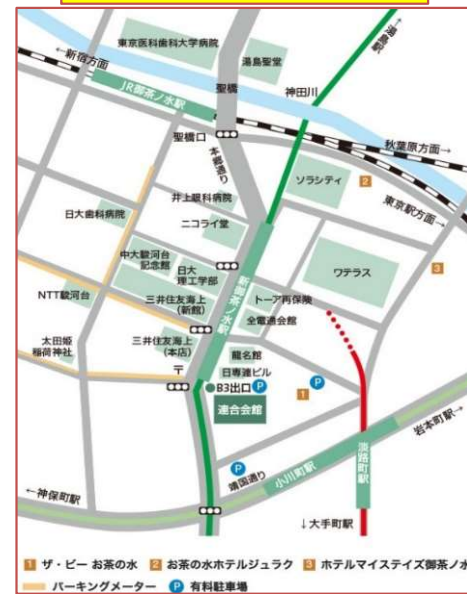 ←新宿方面
東京医科歯科大学病院
湯島聖堂
→湯島駅
聖橋
神田川
JR御茶ノ水駅
聖橋口
本郷通り
秋葉原方面→
東京駅方面→
井上眼科病院
ソラシティ
2
日大歯科病院
ニコライ堂
ワテラス
3
中大駿河台
記念館
日大
理工学部
新御茶ノ水駅
NTT駿河台
三井住友海上
(新館)
トーア再保険
全電通会館
太田姫
稲荷神社
三井住友海上
(本店)
龍名館
〒
日専連ビル
B3出口
P
連合会館
1
P
淡路町駅
岩本町駅→
小川町駅
P
靖国通り
←神保町駅
↓大手町駅
1 ザ・ビー お茶の水 2 お茶の水ホテルジュラク 3 ホテルマイステイズ御茶ノ水
パーキングメーター P 有料駐車場